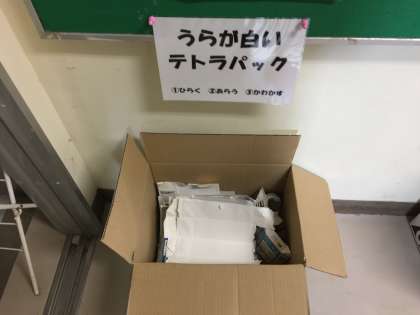 うらが白い
テトラパック
①ひらく ②あらう ③かわかす